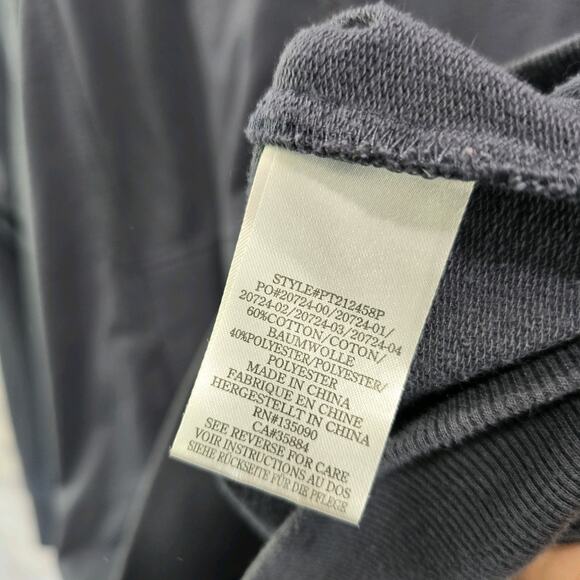 STYLE#PT212458P
PO#20724-00/20724-01/
20724-02/20724-03/20724-04
60%COTTON/COTON/
BAUMWOLLE
40%POLYESTER/POLYESTER/
POLYESTER
MADE IN CHINA
FABRIQUE EN CHINE
HERGESTELLT IN CHINA
RN#135090
CA#35884
SEE REVERSE FOR CARE
VOIR INSTRUCTIONS AU DOS
SIEHE RÜCKSEITE FÜR DIE PFLEGE